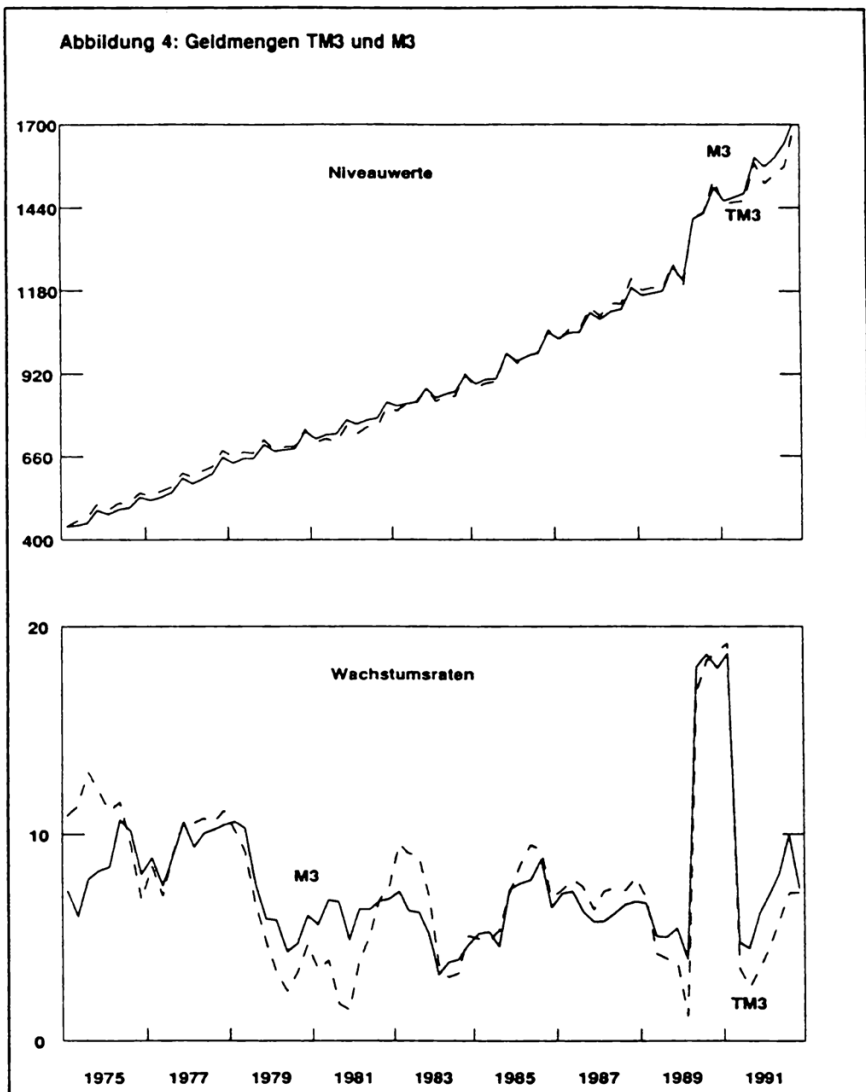 Abbildung 4: Geldmengen TM3 und M3
1700
M3
Niveauwerte
1440
TM3
1180
920
660
400
20
Wachstumsraten
10
M3
TM3
0
1975 1977 1979 1981 1983 1985 1987 1989 1991